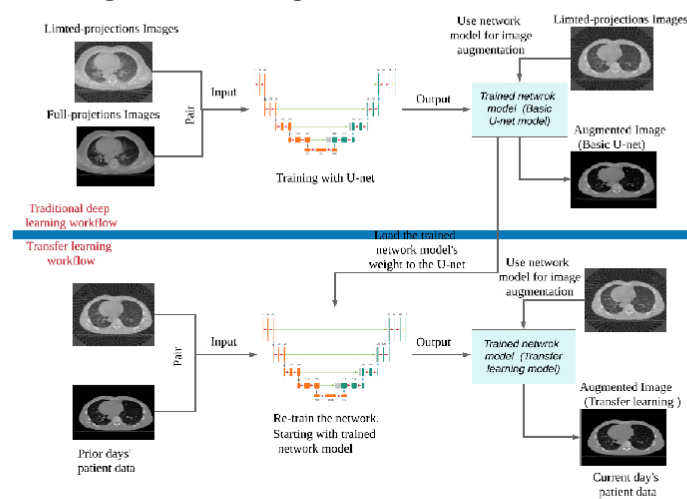 Limted-projections Images
Full-projections Images
Pair
Input
Training with U-net
Output
Use network
model for image
augmentation
Limted-projections Images
Trained netwrok
model (Basic
U-net model)
Augmented Image
(Basic U-net)
Traditional deep
learning workflow
Transfer learning
workflow
Load the trained
network model's
weight to the U-net
Pair
Input
Output
Use network
model for image
augmentation
Trained netwrok
model (Transfer
learning model)
Augmented Image
(Transfer learning )
Re-train the network.
Starting with trained
network model
Prior days'
patient data
Current day's
patient data